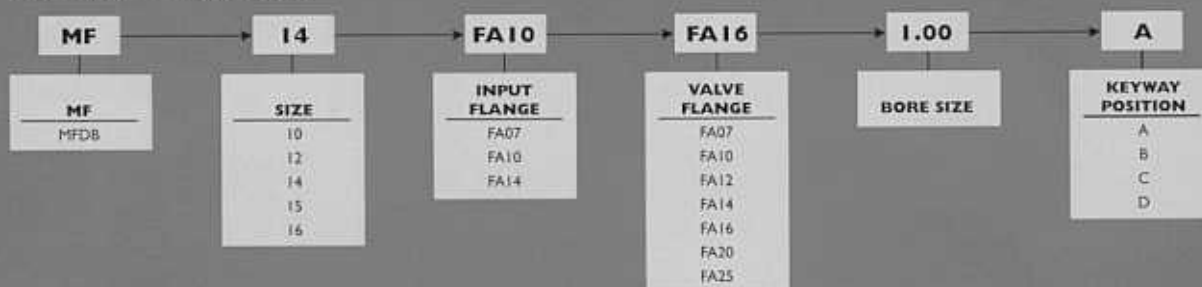 MF 14 FA10 FA16 1.00 A
MF
MFDB
SIZE
10
12
14
15
16
INPUT
FLANGE
FA07
FA10
FA14
VALVE
FLANGE
FA07
FA10
FA12
FA14
FA16
FA20
FA25
BORE SIZE
KEYWAY
POSITION
A
B
C
D